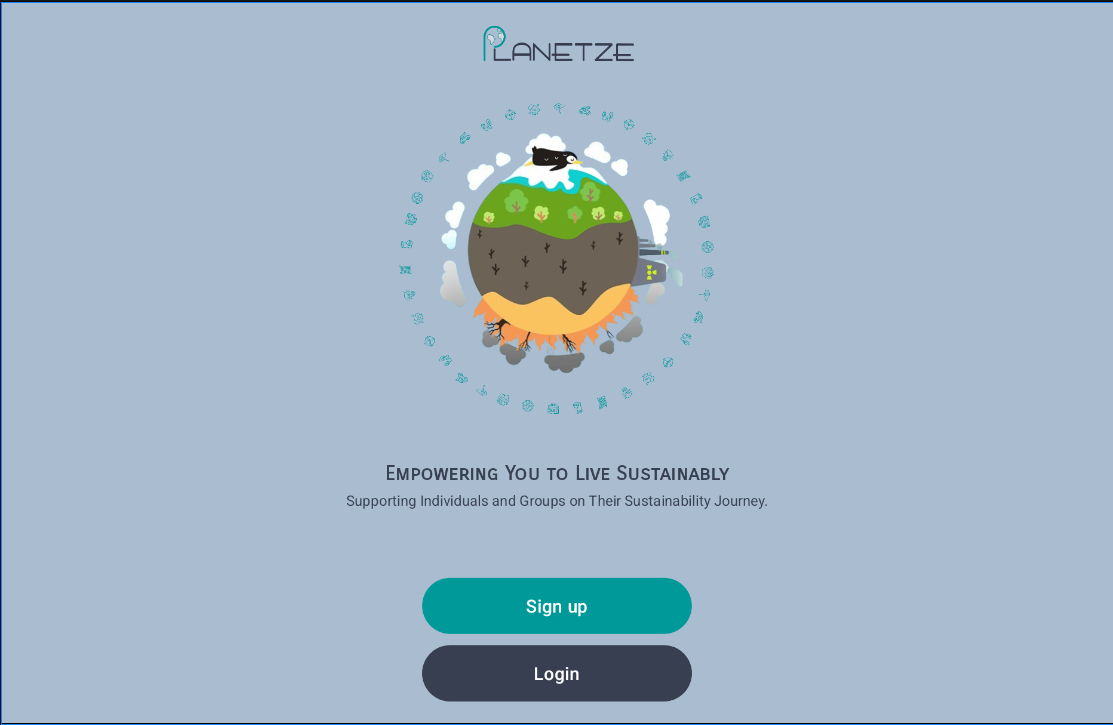 PLANETZE
Empowering You to Live Sustainably
Supporting Individuals and Groups on Their Sustainability Journey.
Sign up
Login